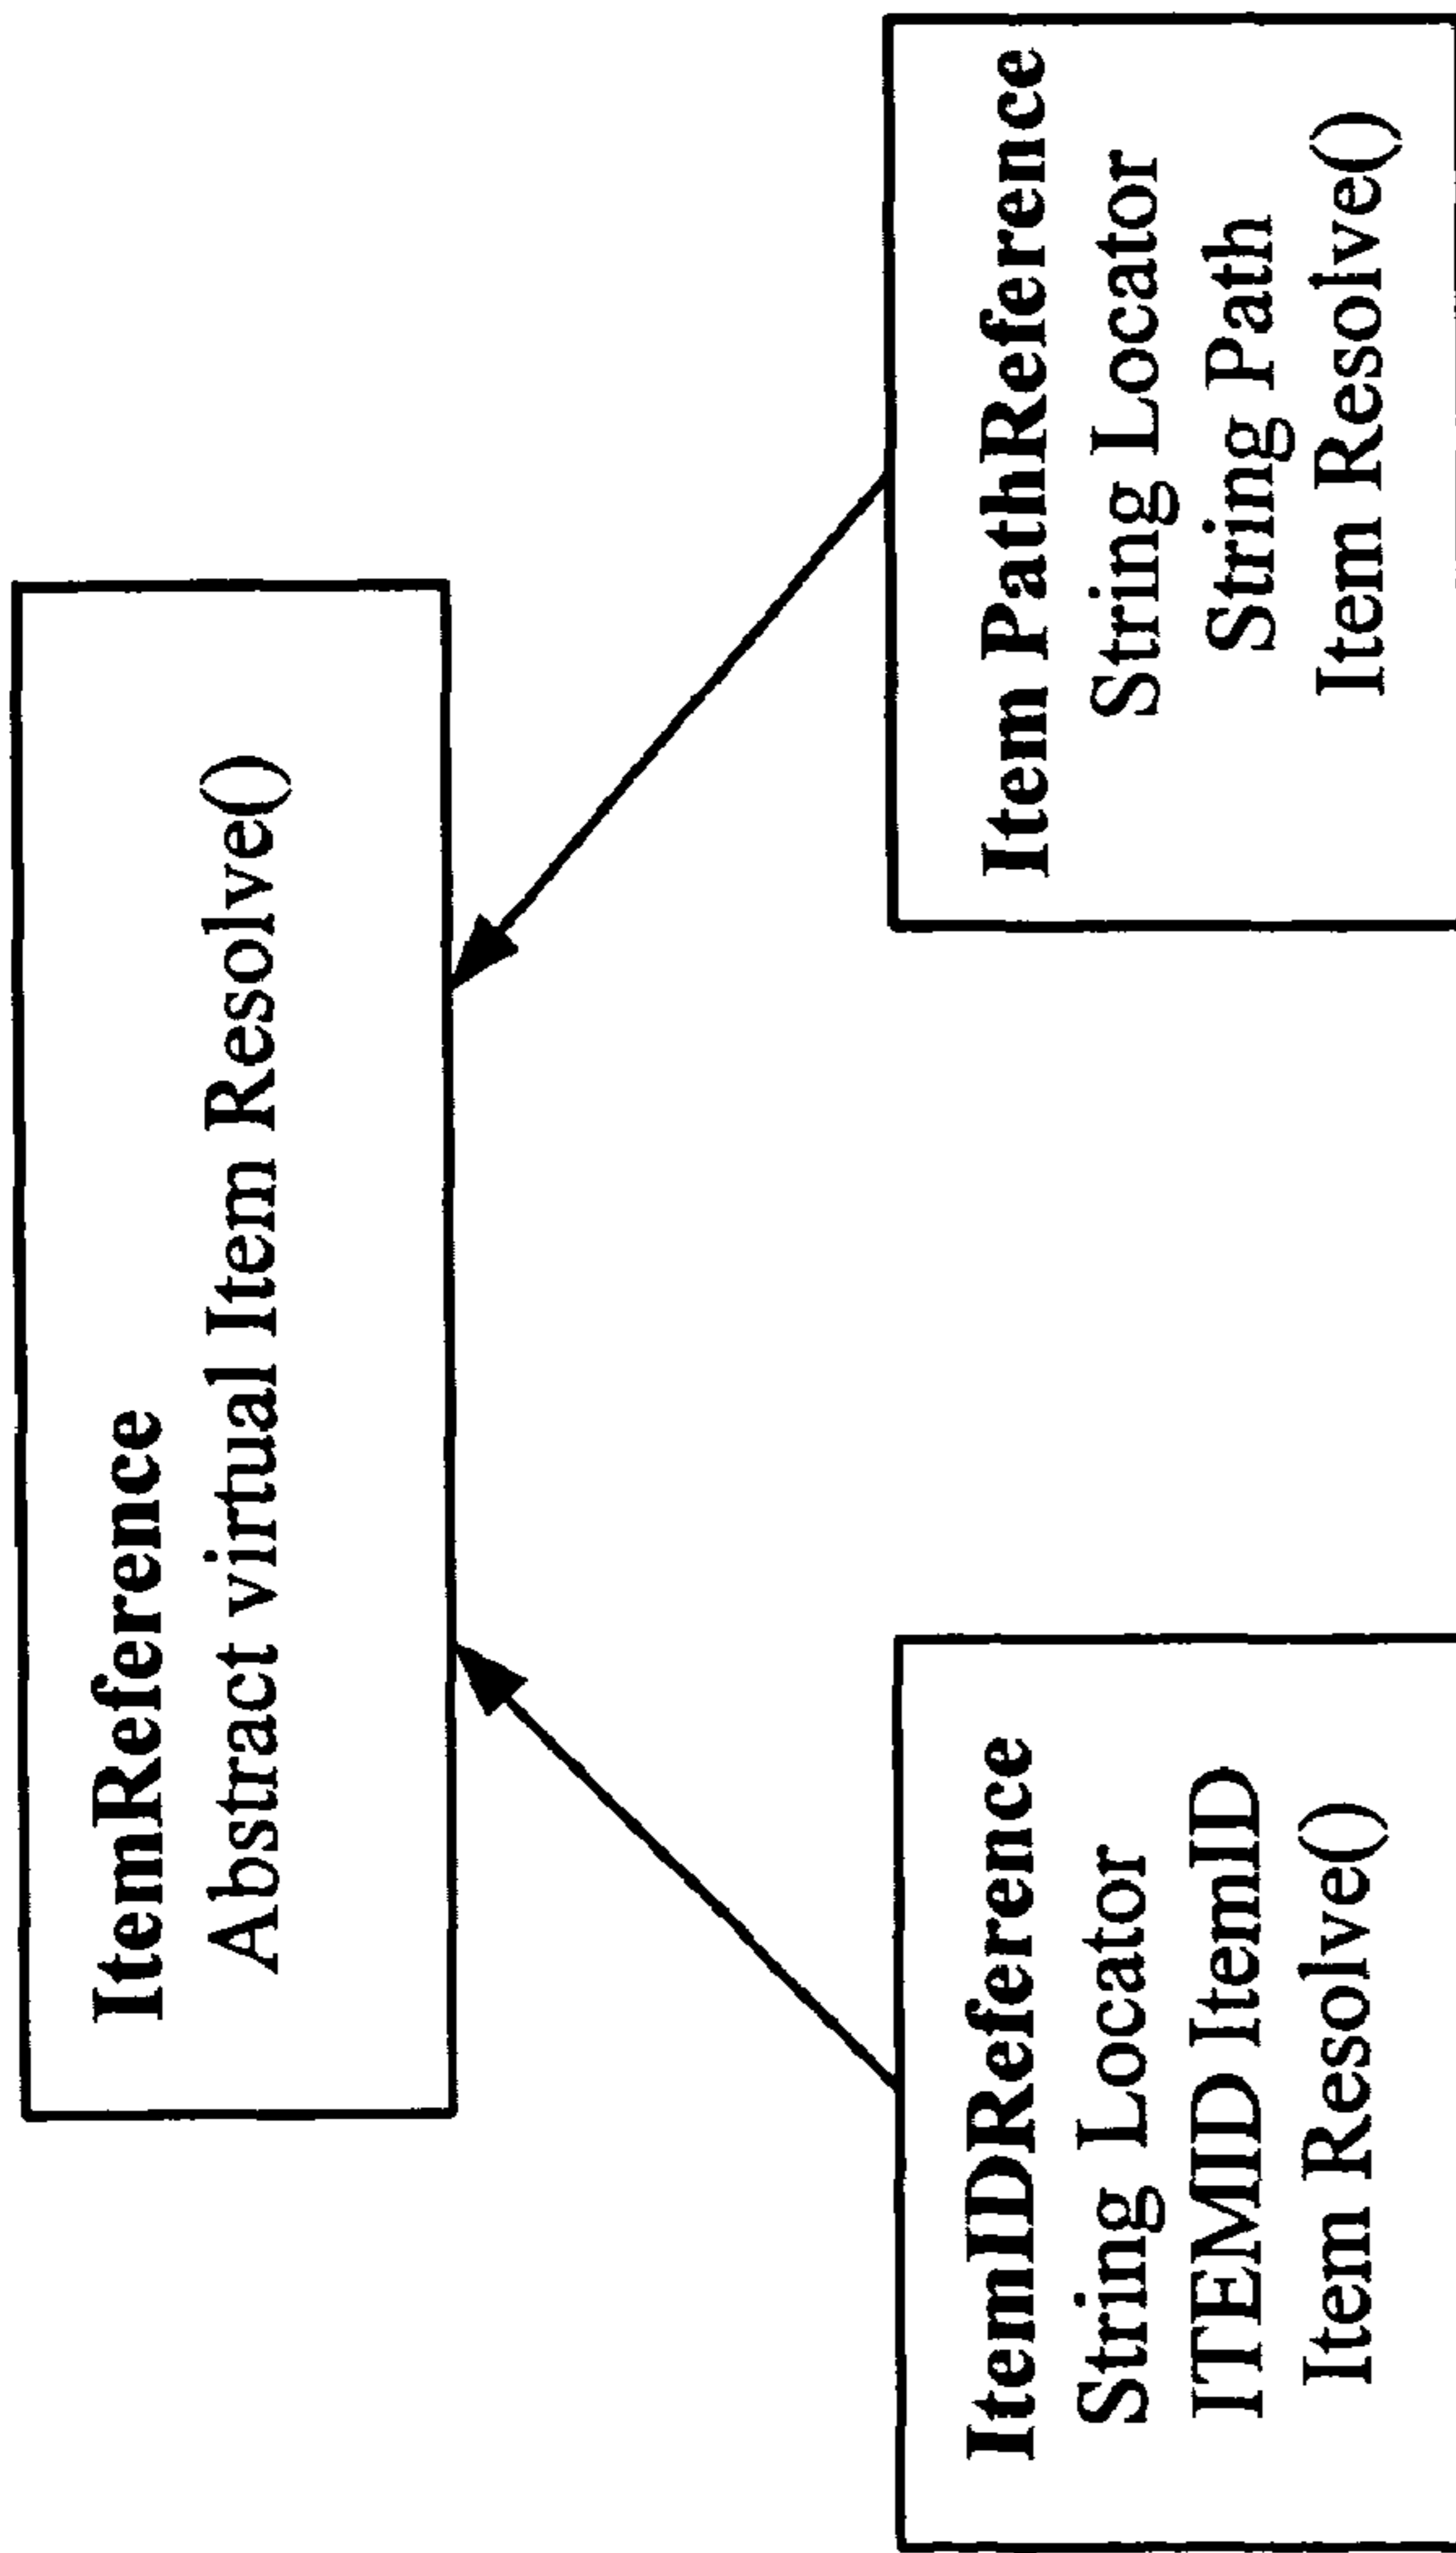 ItemReference
Abstract virtual Item Resolve()
ItemIDReference
String Locator
ITEMID ItemID
Item Resolve()
Item PathReference
String Locator
String Path
Item Resolve()